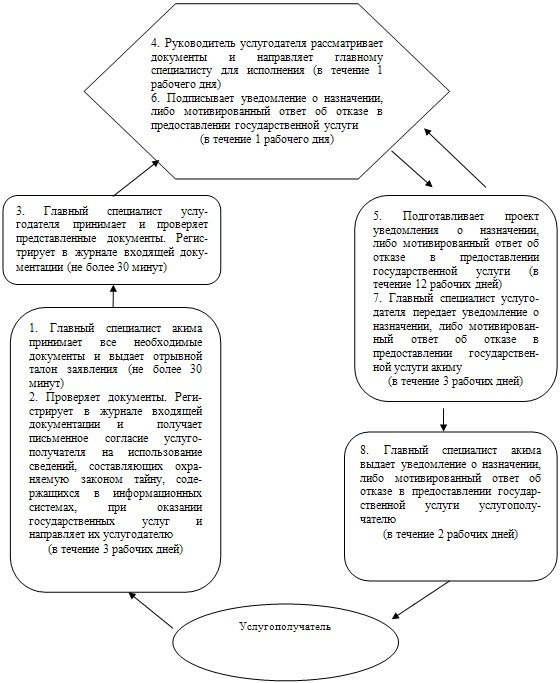 4. Руководитель услугодателя рассматривает
документы и направляет главному
специалисту для исполнения (в течение 1
рабочего дня)
6. Подписывает уведомление о назначении,
либо мотивированный ответ об отказе в
предоставлении государственной услуги
(в течение 1 рабочего дня)
3. Главный специалист услу-
годателя принимает и проверяет
представленные документы. Регис-
трирует в журнале входящей доку-
ментации (не более 30 минут)
5. Подготавливает проект
уведомления о назначении,
либо мотивированный ответ об
отказе в предоставлении
государственной услуги (в
течение 12 рабочих дней)
7. Главный специалист услуго-
дателя передает уведомление о
назначении, либо мотивирован-
ный ответ об отказе в
предоставлении государствен-
ной услуги акиму
(в течение 3 рабочих дней)
1. Главный специалист акима
принимает все необходимые
документы и выдает отрывной
талон заявления (не более 30
минут)
2. Проверяет документы. Реги-
стрирует в журнале входящей
документации и получает
письменное согласие услуго-
получателя на использование
сведений, составляющих охра-
няемую законом тайну, соде-
ржащихся в информационных
системах, при оказании
государственных услуг и
направляет их услугодателю
(в течение 3 рабочих дней)
8. Главный специалист акима
выдает уведомление о назначении,
либо мотивированный ответ об
отказе в предоставлении государ-
ственной услуги услугополу-
чателю
(в течение 2 рабочих дней)
Услугополучатель